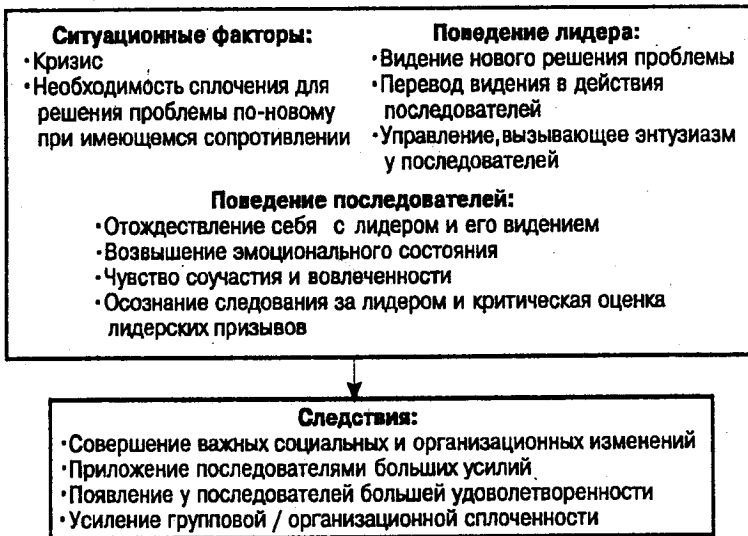 Ситуационные факторы:
•Кризис
•Необходимость сплочения для
решения проблемы по-новому
при имеющемся сопротивлении
Поведение лидера:
•Видение нового решения проблемы
•Перевод видения в действия
последователей
•Управление, вызывающее энтузиазм
у последователей
Поведение последователей:
•Отождествление себя с лидером и его видением
•Возвышение эмоционального состояния
•Чувство соучастия и вовлеченности
•Осознание следования за лидером и критическая оценка
лидерских призывов
Следствия:
•Совершение важных социальных и организационных изменений
•Приложение последователями больших усилий
•Появление у последователей большей удовлетворенности
•Усиление групповой / организационной сплоченности